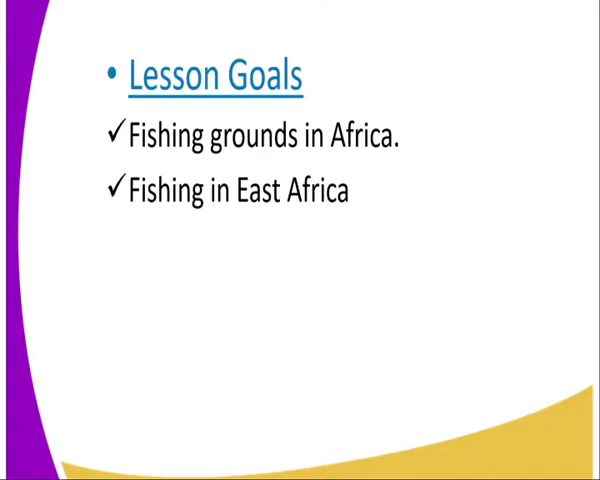 • Lesson Goals
✓Fishing grounds in Africa.
✓Fishing in East Africa